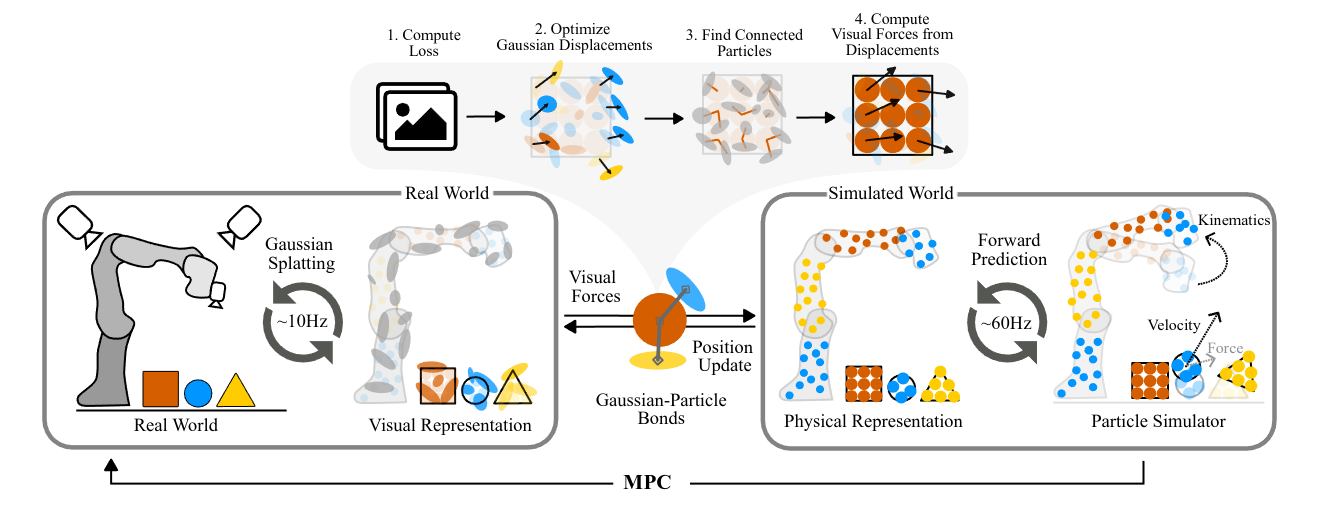 1. Compute
Loss
2. Optimize
Gaussian Displacements
3. Find Connected
Particles
4. Compute
Visual Forces from
Displacements
Real World
Gaussian
Splatting
~10Hz
Real World
Visual Representation
Visual
Forces
Position
Update
Gaussian-Particle
Bonds
Simulated World
Forward
Prediction
~60Hz
Kinematics
Velocity
Force
Physical Representation
Particle Simulator
MPC